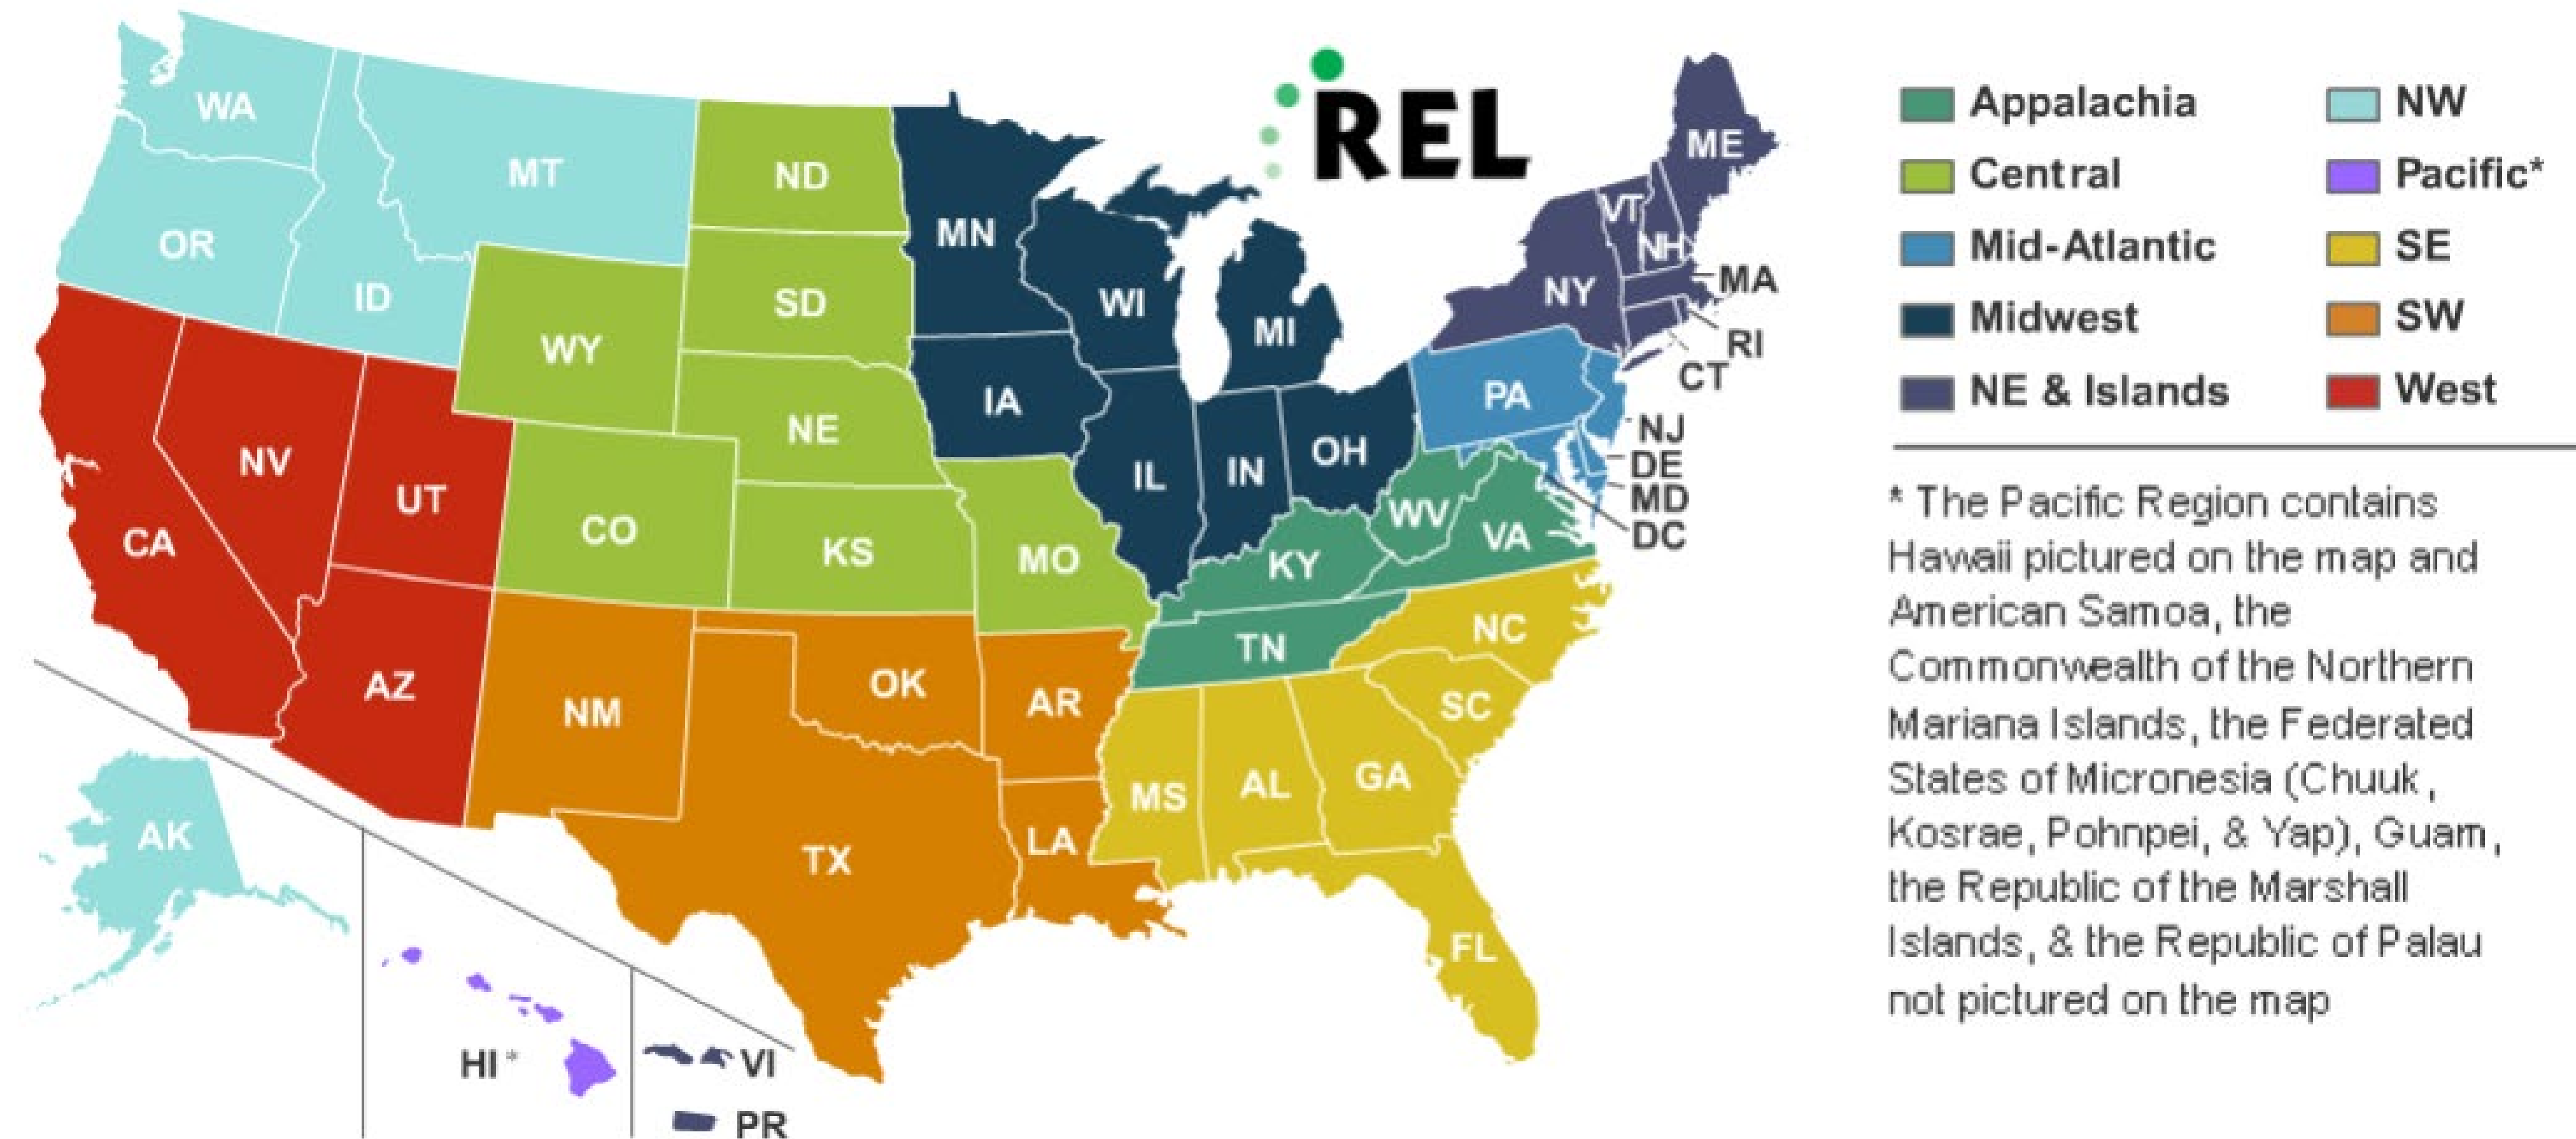 REL
WA
MT
ND
MN
ME
VT
NH
OR
ID
SD
WI
MI
NY
MA
RI
CT
WY
NE
IA
PA
NJ
DE
MD
DC
NV
UT
CO
KS
MO
IL
IN
OH
WV
VA
KY
CA
AZ
NM
OK
AR
TN
NC
SC
TX
LA
MS
AL
GA
FL
AK
HI*
VI
PR
Appalachia
Central
Mid-Atlantic
Midwest
NE & Islands
NW
Pacific*
SE
SW
West
* The Pacific Region contains
Hawaii pictured on the map and
American Samoa, the
Commonwealth of the Northern
Mariana Islands, the Federated
States of Micronesia (Chuuk,
Kosrae, Pohnpei, & Yap), Guam,
the Republic of the Marshall
Islands, & the Republic of Palau
not pictured on the map